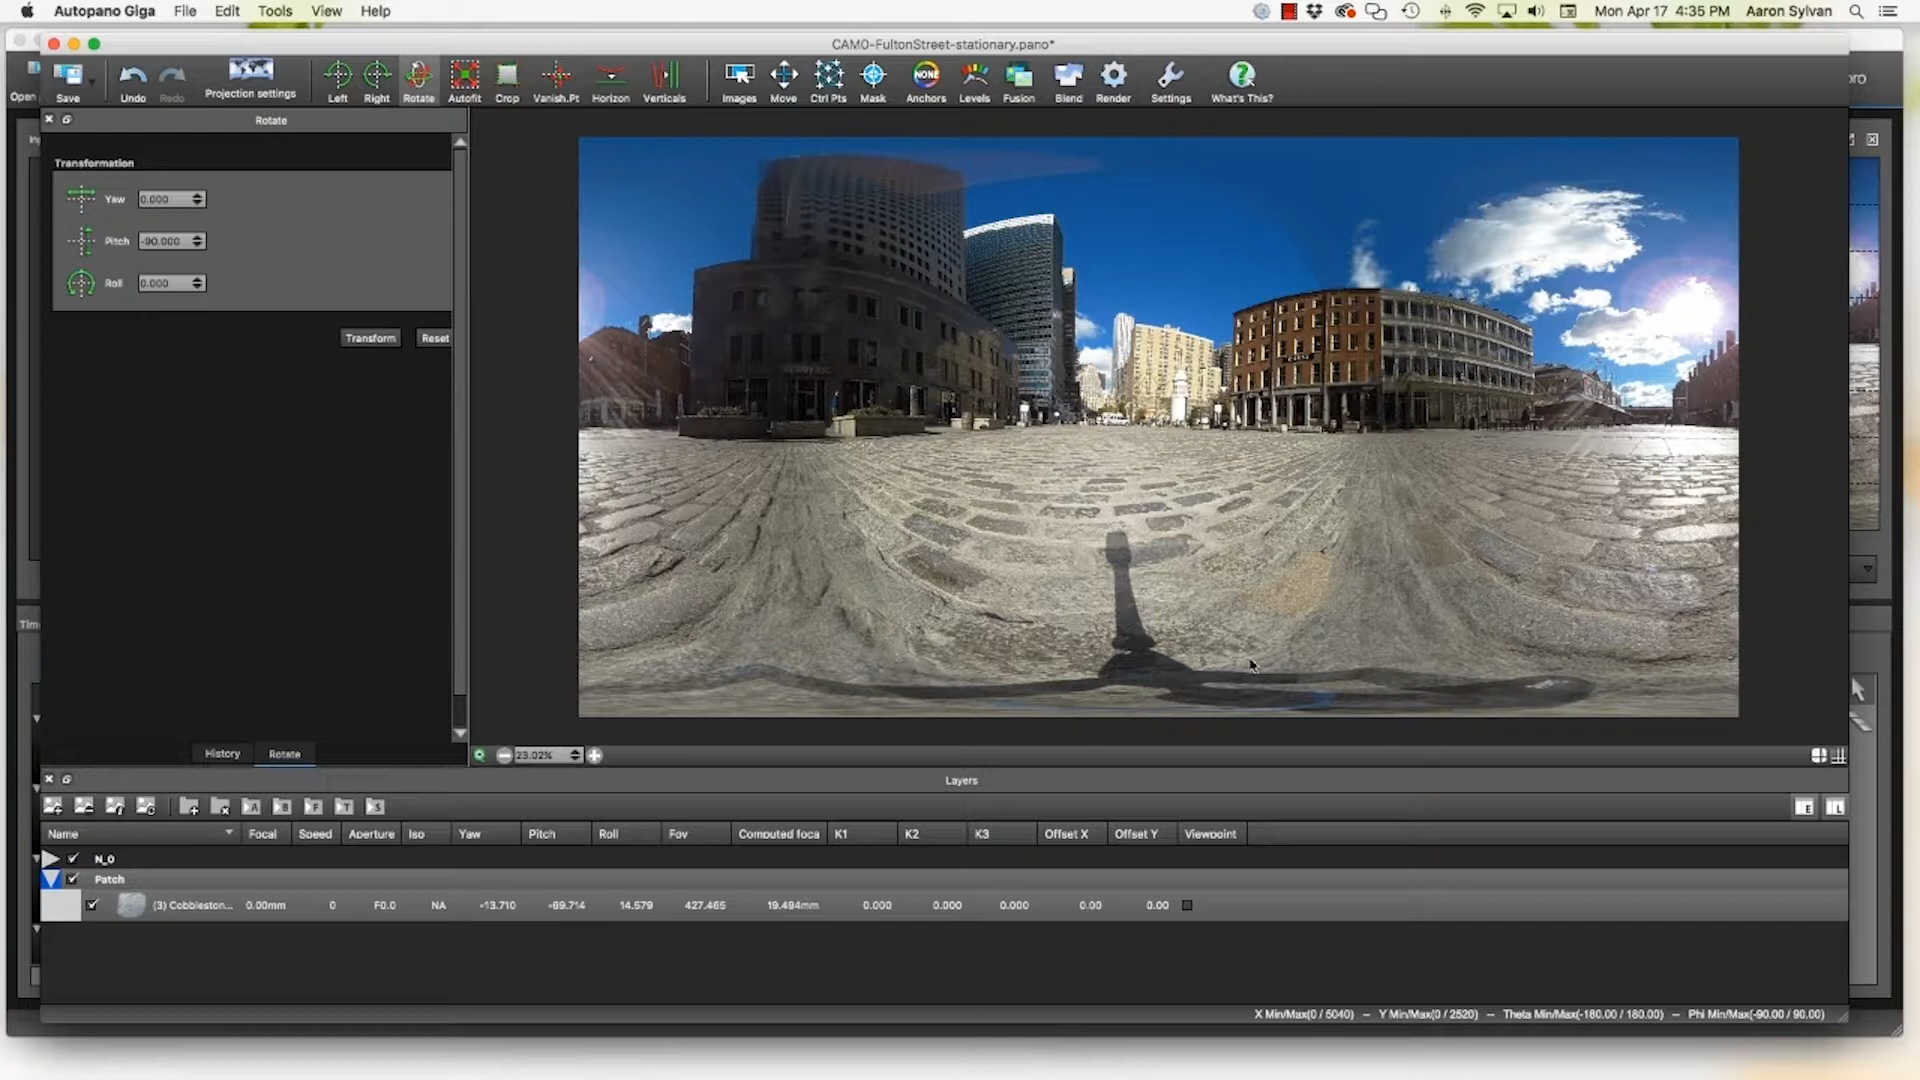 Autopano Giga File Edit Tools View Help
Mon Apr 17 4:35 PM Aaron Sylvan
CAM0-FultonStreet-stationary.pano*
Open
Save Undo Redo Projection settings Left Right Rotate Autofit Crop Vanish.Pt Horizon Verticals Images Move Ctrl Pts Mask Anchors Levels Fusion Blend Render Settings What's This?
NONE
pro
Rotate
Transformation
Yaw 0.000
Pitch -90.000
Roll 0.000
Transform Reset
History Rotate
23.02%
Tim
Layers
A B F T S
E L
Name Focal Speed Aperture Iso Yaw Pitch Roll Fov Computed foca K1 K2 K3 Offset X Offset Y Viewpoint
N_0
Patch
(3) Cobbleston... 0.00mm 0 F0.0 NA -13.710 -69.714 14.579 427.465 19.494mm 0.000 0.000 0.000 0.00 0.00
X Min/Max(0 / 5040) – Y Min/Max(0 / 2520) – Theta Min/Max(-180.00 / 180.00) – Phi Min/Max(-90.00 / 90.00)